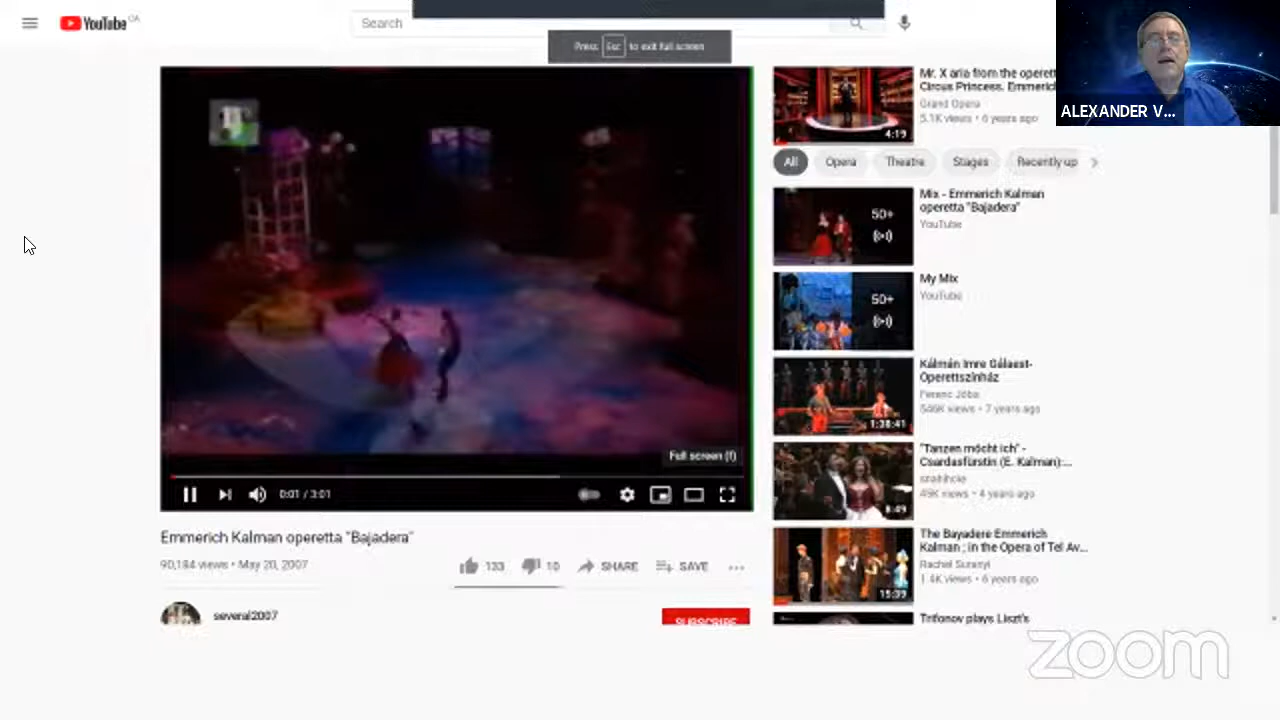 YouTube CA
Search
Press Esc to exit full screen
ALEXANDER V...
Full screen (f)
0:01 / 3:01
Emmerich Kalman operetta "Bajadera"
90,184 views • May 20, 2007
133
10
SHARE
SAVE
several2007
SUBSCRIBE
Mr. X aria from the operett
Circus Princess. Emmeric
Grand Opera
5.1K views • 6 years ago
4:19
All
Opera
Theatre
Stages
Recently up
Mix - Emmerich Kalman
operetta "Bajadera"
YouTube
50+
My Mix
YouTube
50+
Kálmán Imre Gálaest-
Operettszínház
Ferenc Jóba
546K views • 7 years ago
1:38:41
"Tanzen möcht ich" -
Csardasfürstin (E. Kalman):...
49K views • 4 years ago
8:49
The Bayadere Emmerich
Kalman ; in the Opera of Tel Av...
Rachel Suranyi
1.4K views • 6 years ago
15:39
Trifonov plays Liszt's
zoom